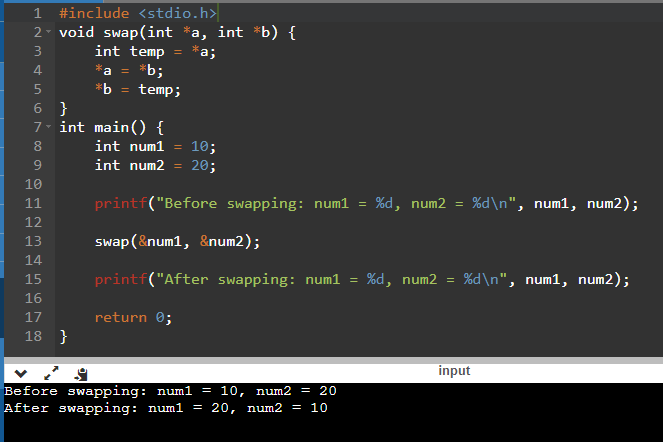 1 #include <stdio.h>
2 void swap(int *a, int *b) {
3     int temp = *a;
4     *a = *b;
5     *b = temp;
6 }
7 int main() {
8     int num1 = 10;
9     int num2 = 20;
10
11     printf("Before swapping: num1 = %d, num2 = %d\n", num1, num2);
12
13     swap(&num1, &num2);
14
15     printf("After swapping: num1 = %d, num2 = %d\n", num1, num2);
16
17     return 0;
18 }
input
Before swapping: num1 = 10, num2 = 20
After swapping: num1 = 20, num2 = 10